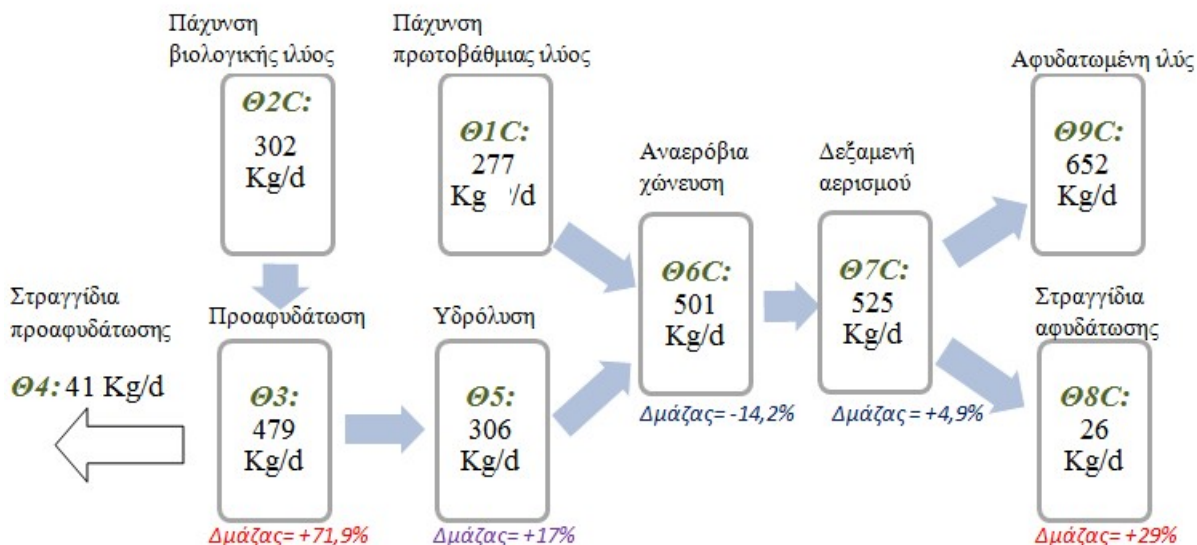 Πάχυνση
βιολογικής ιλύος
Θ2C:
302
Kg/d
Πάχυνση
πρωτοβάθμιας ιλύος
Θ1C:
277
Kg /d
Αναερόβια
χώνευση
Θ6C:
501
Kg/d
Δμάζας= -14,2%
Δεξαμενή
αερισμού
Θ7C:
525
Kg/d
Δμάζας= +4,9%
Αφυδατωμένη ιλύς
Θ9C:
652
Kg/d
Στραγγίδια
προαφυδάτωσης
Θ4: 41 Kg/d
Προαφυδάτωση
Θ3:
479
Kg/d
Δμάζας= +71,9%
Υδρόλυση
Θ5:
306
Kg/d
Δμάζας= +17%
Στραγγίδια
αφυδάτωσης
Θ8C:
26
Kg/d
Δμάζας= +29%